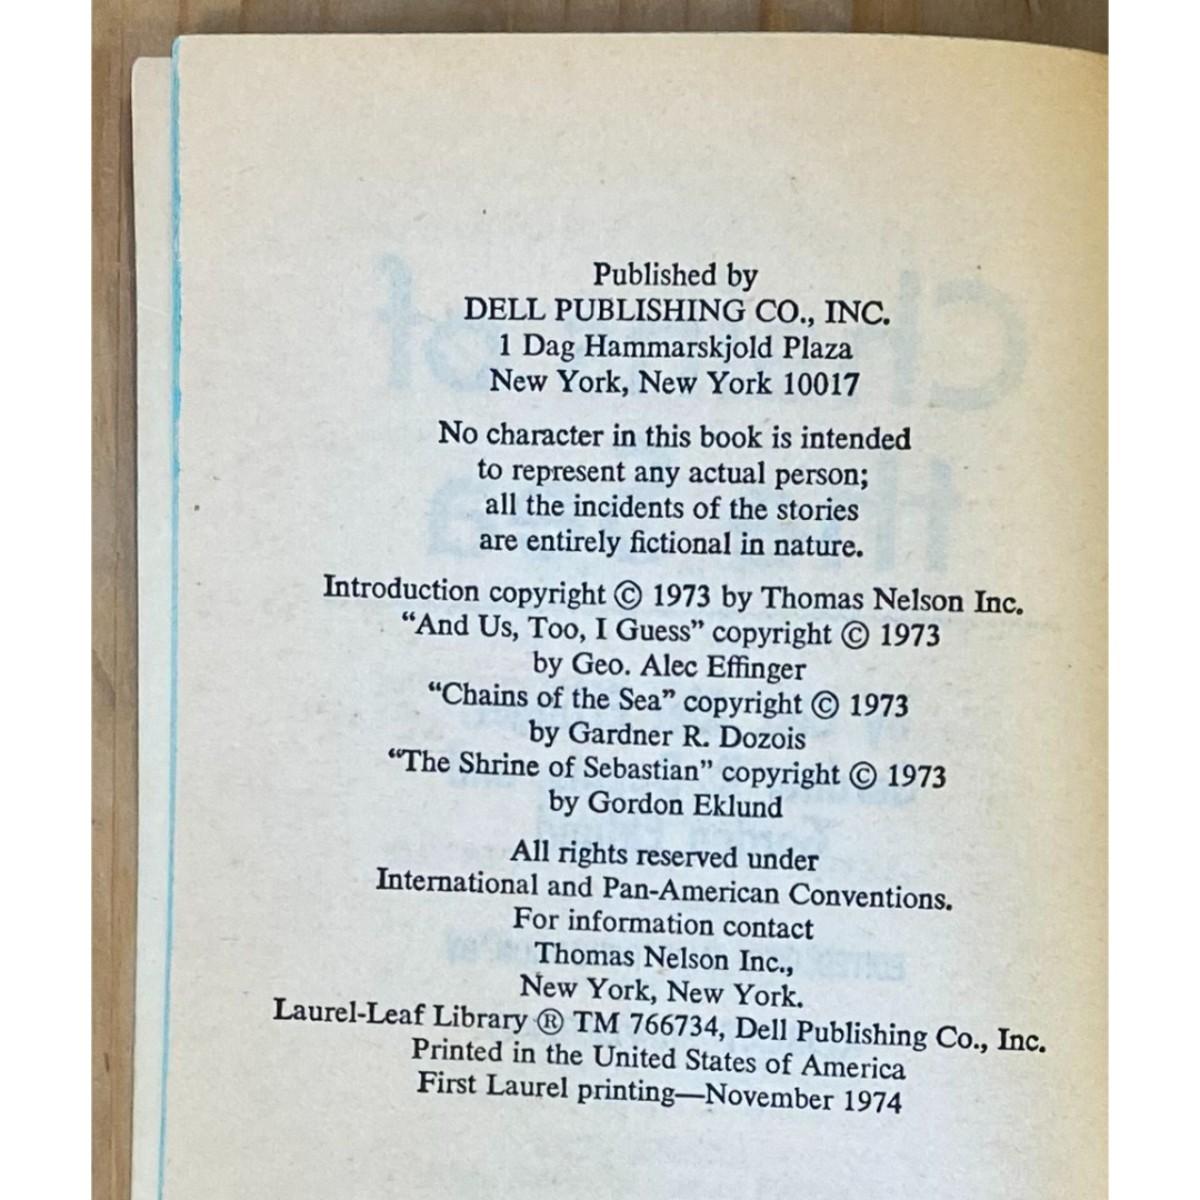 Published by
DELL PUBLISHING CO., INC.
1 Dag Hammarskjold Plaza
New York, New York 10017
No character in this book is intended
to represent any actual person;
all the incidents of the stories
are entirely fictional in nature.
Introduction copyright © 1973 by Thomas Nelson Inc.
“And Us, Too, I Guess” copyright © 1973
by Geo. Alec Effinger
“Chains of the Sea” copyright © 1973
by Gardner R. Dozois
“The Shrine of Sebastian” copyright © 1973
by Gordon Eklund
All rights reserved under
International and Pan-American Conventions.
For information contact
Thomas Nelson Inc.,
New York, New York.
Laurel-Leaf Library ® TM 766734, Dell Publishing Co., Inc.
Printed in the United States of America
First Laurel printing—November 1974